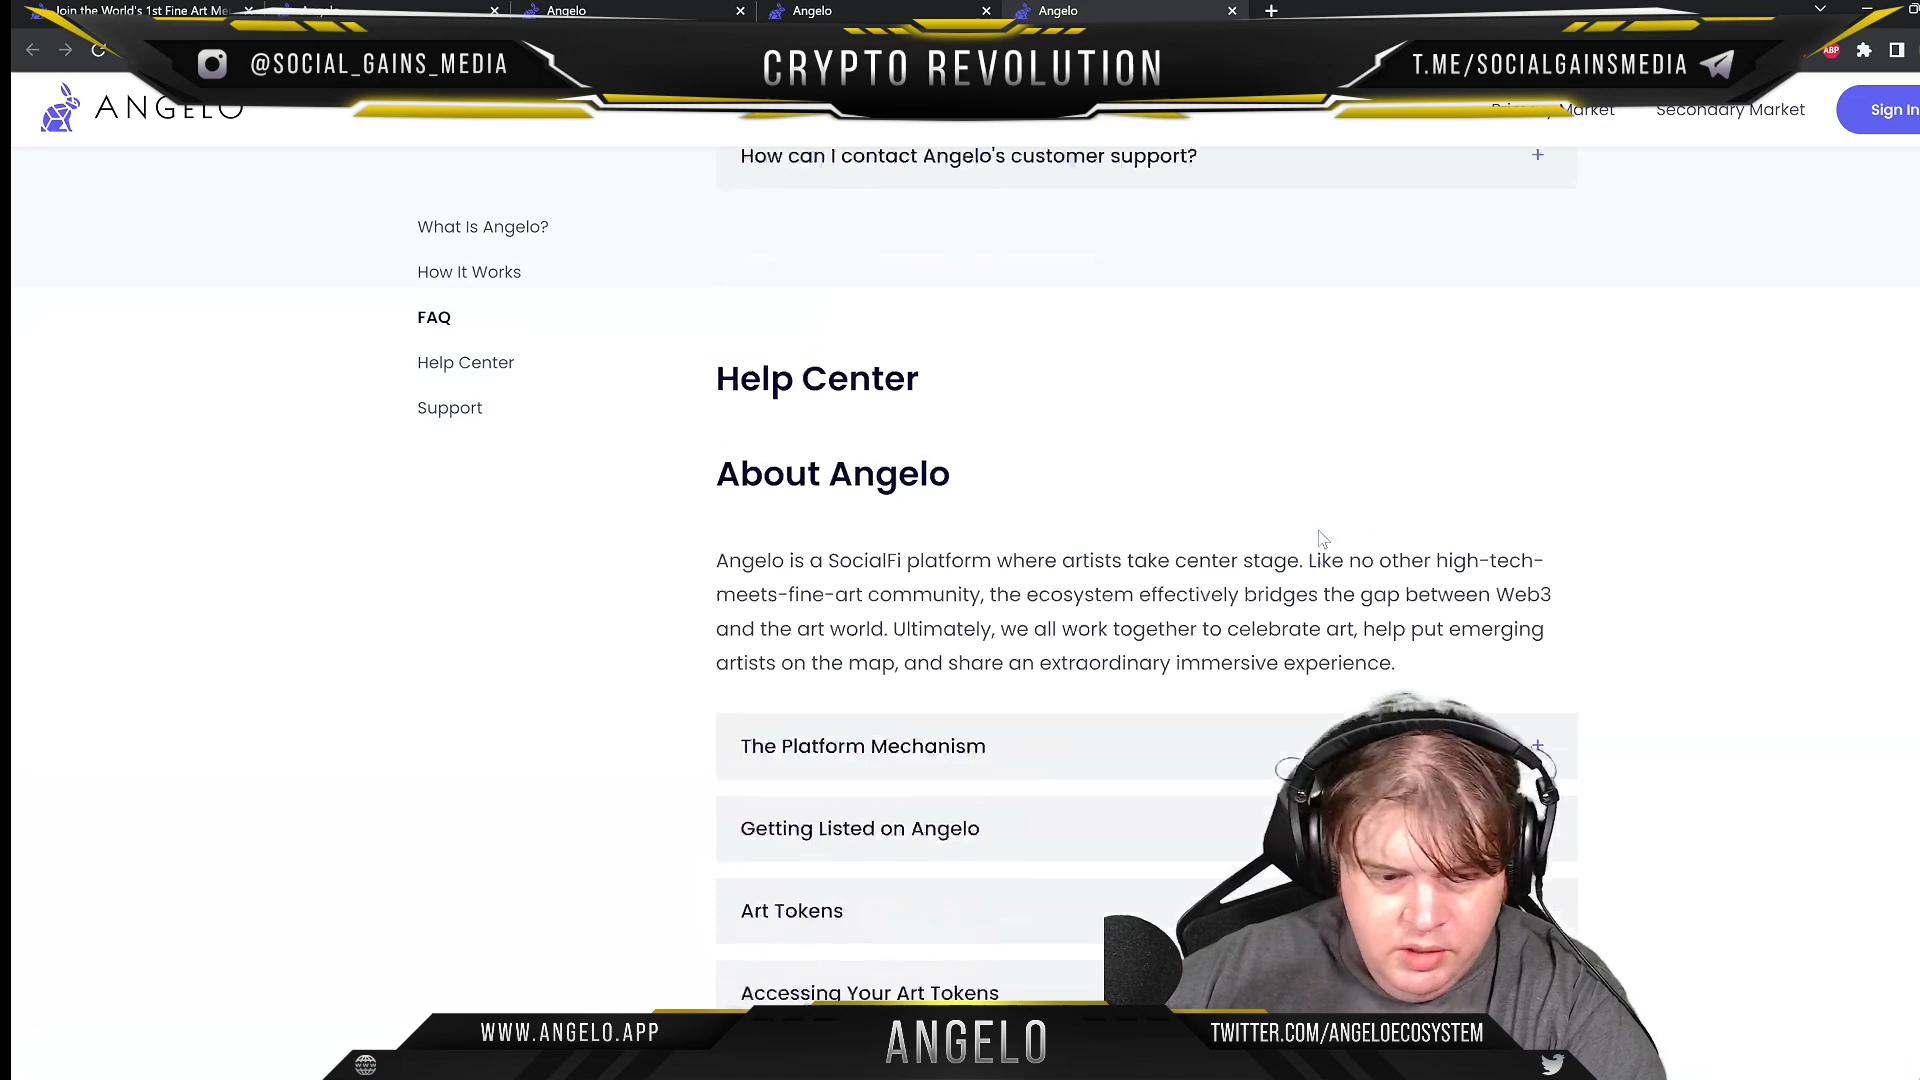 Join the World's 1st Fine Art Me
Angelo
Angelo
Angelo
Angelo
@SOCIAL_GAINS_MEDIA
CRYPTO REVOLUTION
T.ME/SOCIALGAINSMEDIA
ABP
ANGELO
Primary Market
Secondary Market
Sign In
How can I contact Angelo's customer support?
What Is Angelo?
How It Works
FAQ
Help Center
Support
Help Center
About Angelo
Angelo is a SocialFi platform where artists take center stage. Like no other high-tech-
meets-fine-art community, the ecosystem effectively bridges the gap between Web3
and the art world. Ultimately, we all work together to celebrate art, help put emerging
artists on the map, and share an extraordinary immersive experience.
The Platform Mechanism
Getting Listed on Angelo
Art Tokens
Accessing Your Art Tokens
WWW.ANGELO.APP
ANGELO
TWITTER.COM/ANGELOECOSYSTEM